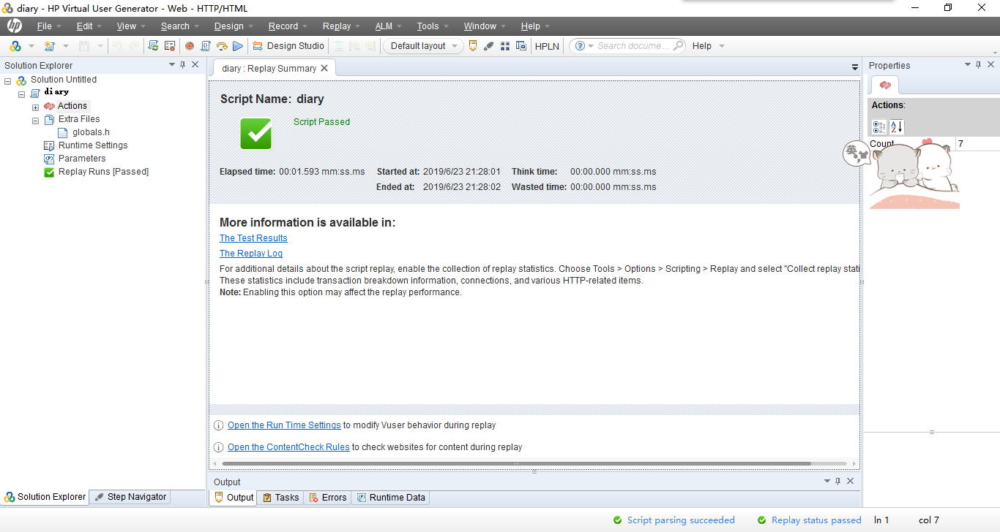 diary - HP Virtual User Generator - Web - HTTP/HTML
hp File Edit View Search Design Record Replay ALM Tools Window Help
Design Studio Default layout HPLN Search docume... Help
Solution Explorer
Solution Untitled
diary
Actions
Extra Files
globals.h
Runtime Settings
Parameters
Replay Runs [Passed]
Solution Explorer Step Navigator
diary : Replay Summary
Script Name: diary
Script Passed
Elapsed time: 00:01.593 mm:ss.ms Started at: 2019/6/23 21:28:01 Think time: 00:00.000 mm:ss.ms
Ended at: 2019/6/23 21:28:02 Wasted time: 00:00.000 mm:ss.ms
More information is available in:
The Test Results
The Replay Log
For additional details about the script replay, enable the collection of replay statistics. Choose Tools > Options > Scripting > Replay and select "Collect replay stati
These statistics include transaction breakdown information, connections, and various HTTP-related items.
Note: Enabling this option may affect the replay performance.
Open the Run Time Settings to modify Vuser behavior during replay
Open the ContentCheck Rules to check websites for content during replay
Output
Output Tasks Errors Runtime Data
Properties
Actions:
Count 7
英
Script parsing succeeded Replay status passed ln 1 col 7